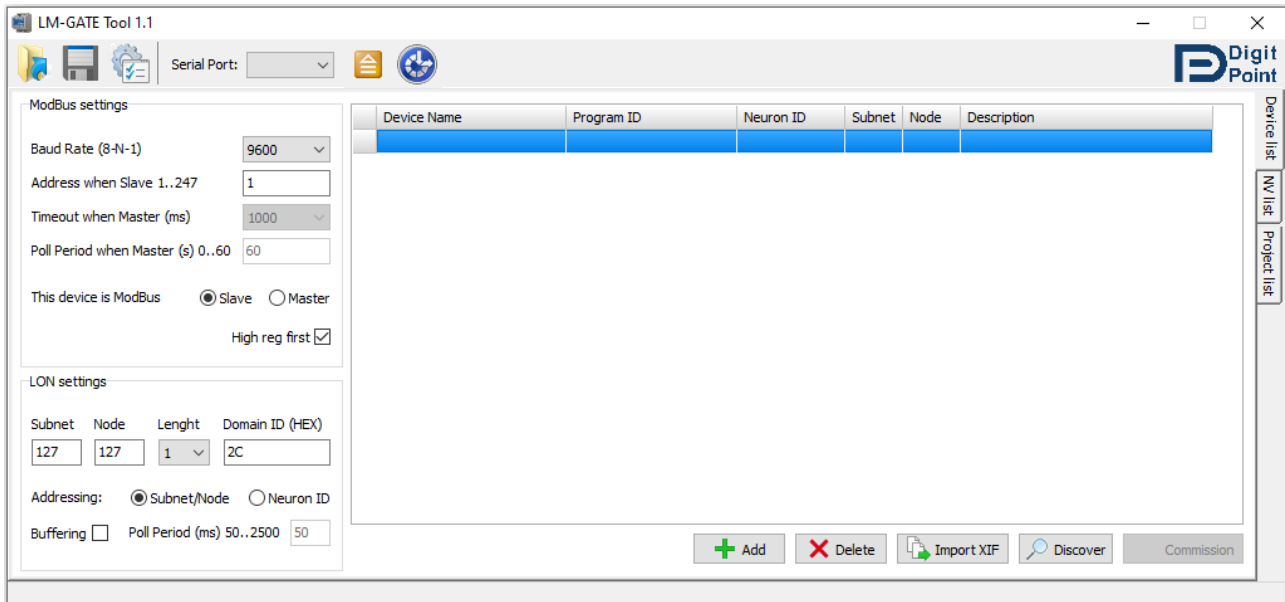 LM-GATE Tool 1.1
Serial Port:
Digit
Point
ModBus settings
Baud Rate (8-N-1) 9600
Address when Slave 1..247 1
Timeout when Master (ms) 1000
Poll Period when Master (s) 0..60 60
This device is ModBus Slave Master
High reg first
LON settings
Subnet Node Lenght Domain ID (HEX)
127 127 1 2C
Addressing: Subnet/Node Neuron ID
Buffering Poll Period (ms) 50..2500 50
Device Name Program ID Neuron ID Subnet Node Description
Add Delete Import XIF Discover Commission
Device list
NV list
Project list